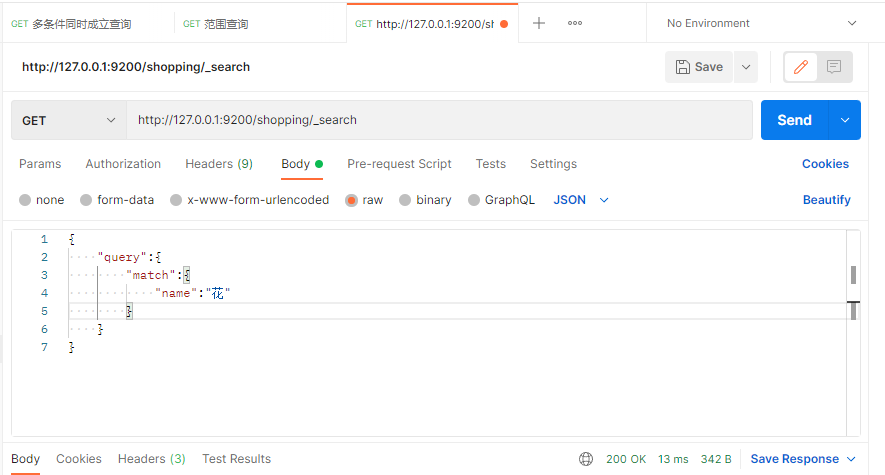 GET 多条件同时成立查询 GET 范围查询 GET http://127.0.0.1:9200/sh No Environment
http://127.0.0.1:9200/shopping/_search Save
GET http://127.0.0.1:9200/shopping/_search Send
Params Authorization Headers (9) Body Pre-request Script Tests Settings Cookies
none form-data x-www-form-urlencoded raw binary GraphQL JSON Beautify
1 {
2 "query":{
3 "match":{
4 "name":"花"
5 }
6 }
7 }
Body Cookies Headers (3) Test Results 200 OK 13 ms 342 B Save Response